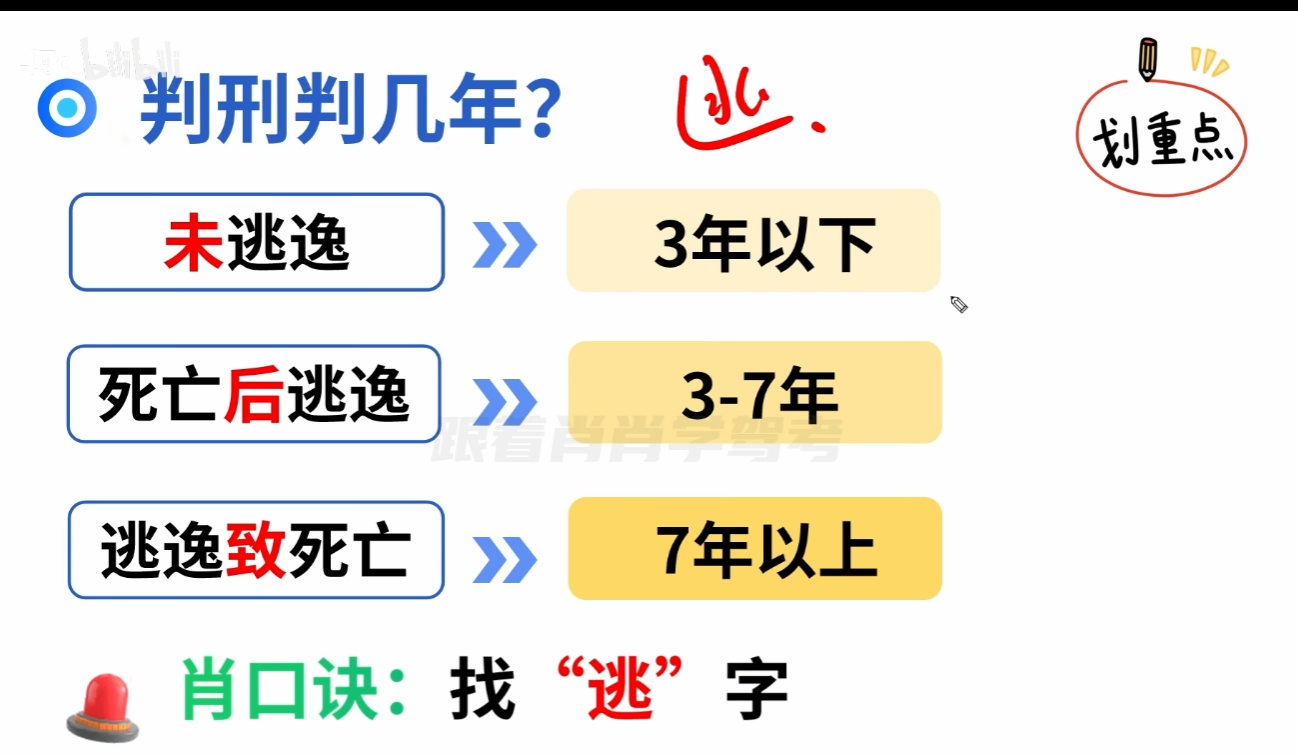 bilibili
判刑判几年？
逃.
划重点
未逃逸
3年以下
死亡后逃逸
3-7年
跟着肖肖学驾考
逃逸致死亡
7年以上
肖口诀：找“逃”字